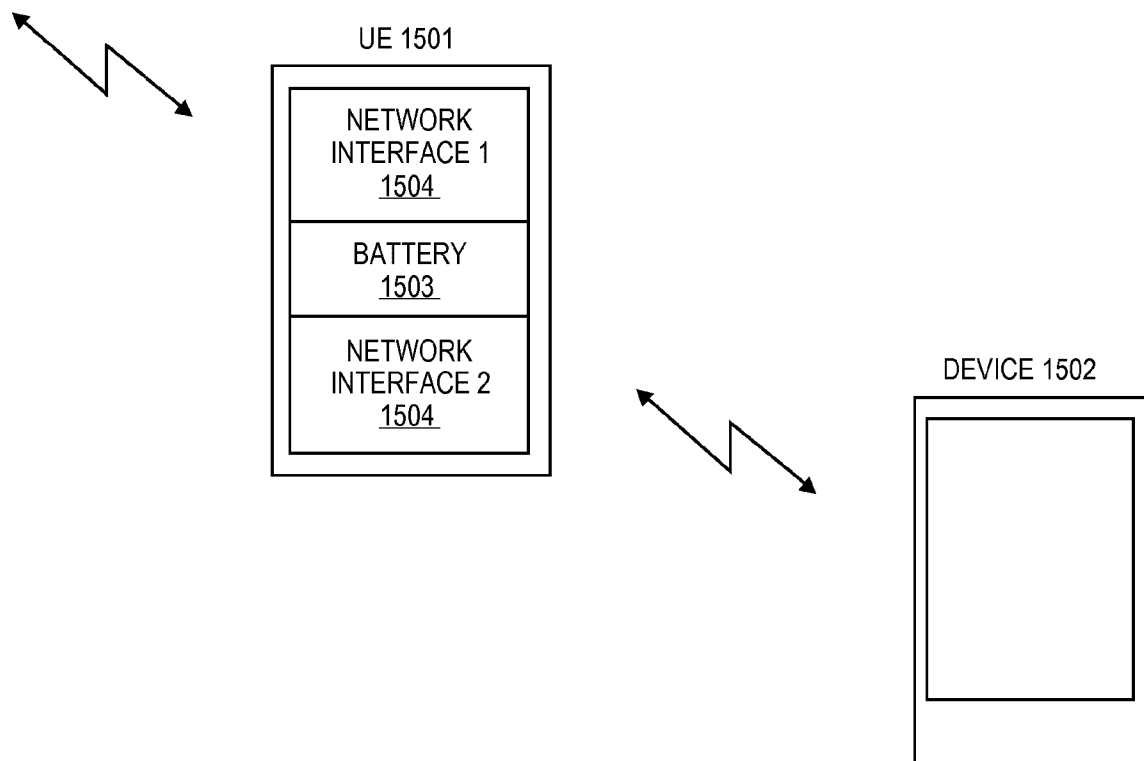 UE 1501
NETWORK
INTERFACE 1
1504
BATTERY
1503
NETWORK
INTERFACE 2
1504
DEVICE 1502